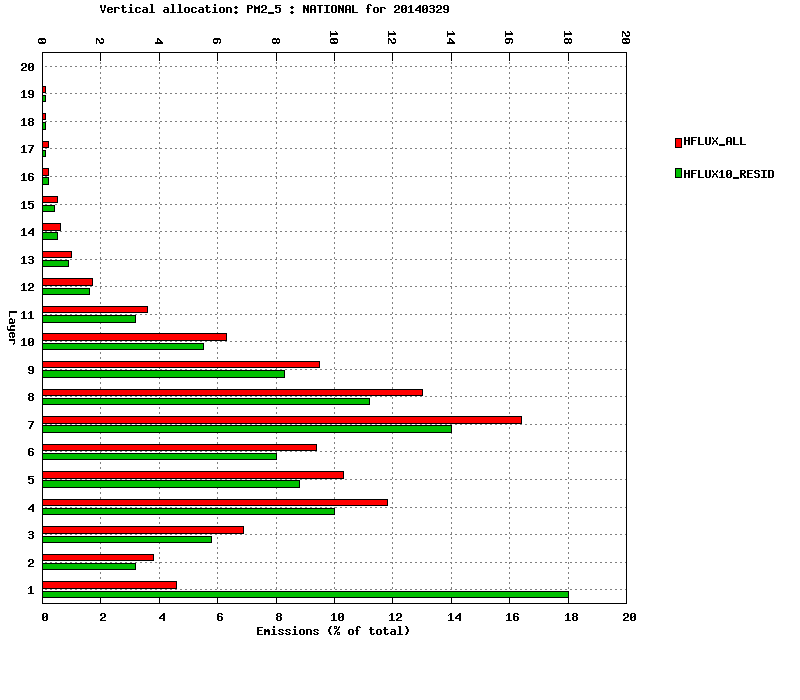 Vertical allocation: PM2_5 : NATIONAL for 20140329
0 2 4 6 8 10 12 14 16 18 20
20
19
18
17
16
15
14
13
12
11
10
9
8
7
6
5
4
3
2
1
Layer
0 2 4 6 8 10 12 14 16 18 20
Emissions (% of total)
HFLUX_ALL
HFLUX10_RESID